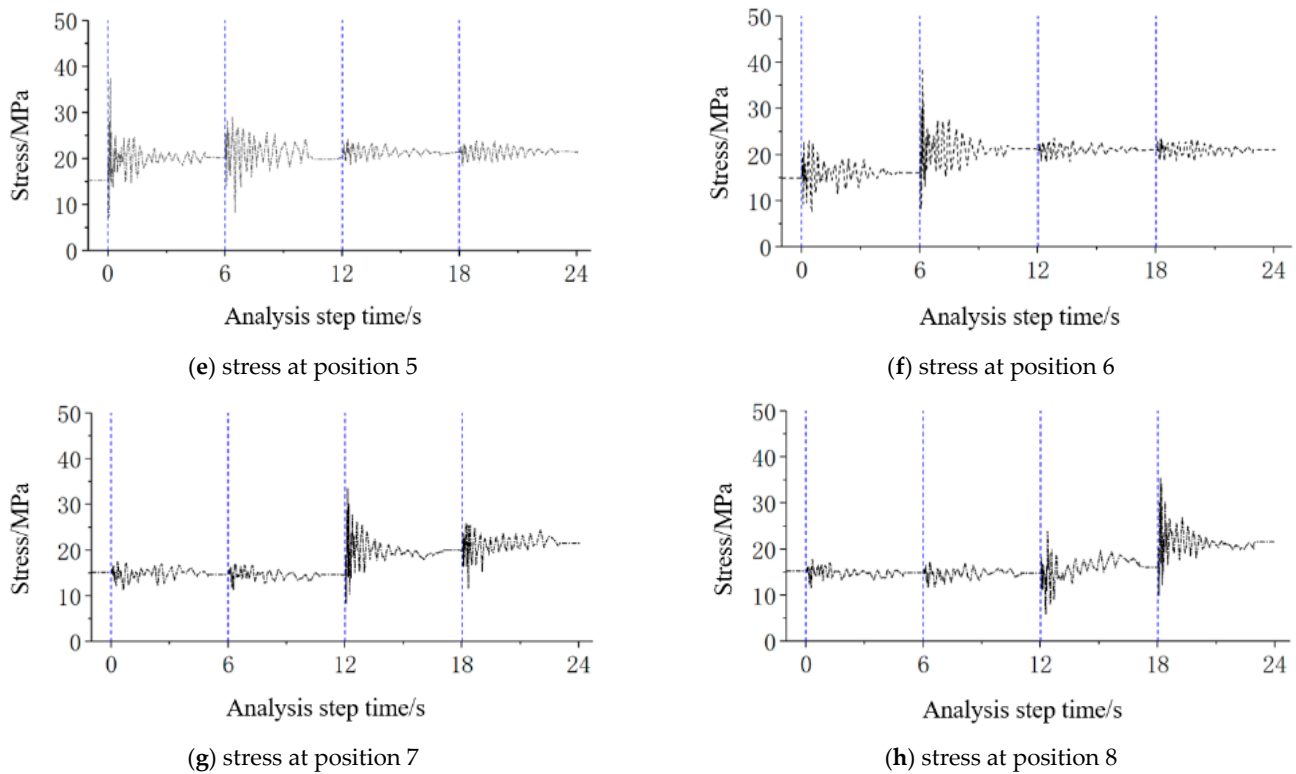 50
40
30
20
10
0
Stress/MPa
0 6 12 18 24
Analysis step time/s
(e) stress at position 5
50
40
30
20
10
0
Stress/MPa
0 6 12 18 24
Analysis step time/s
(f) stress at position 6
50
40
30
20
10
0
Stress/MPa
0 6 12 18 24
Analysis step time/s
(g) stress at position 7
50
40
30
20
10
0
Stress/MPa
0 6 12 18 24
Analysis step time/s
(h) stress at position 8